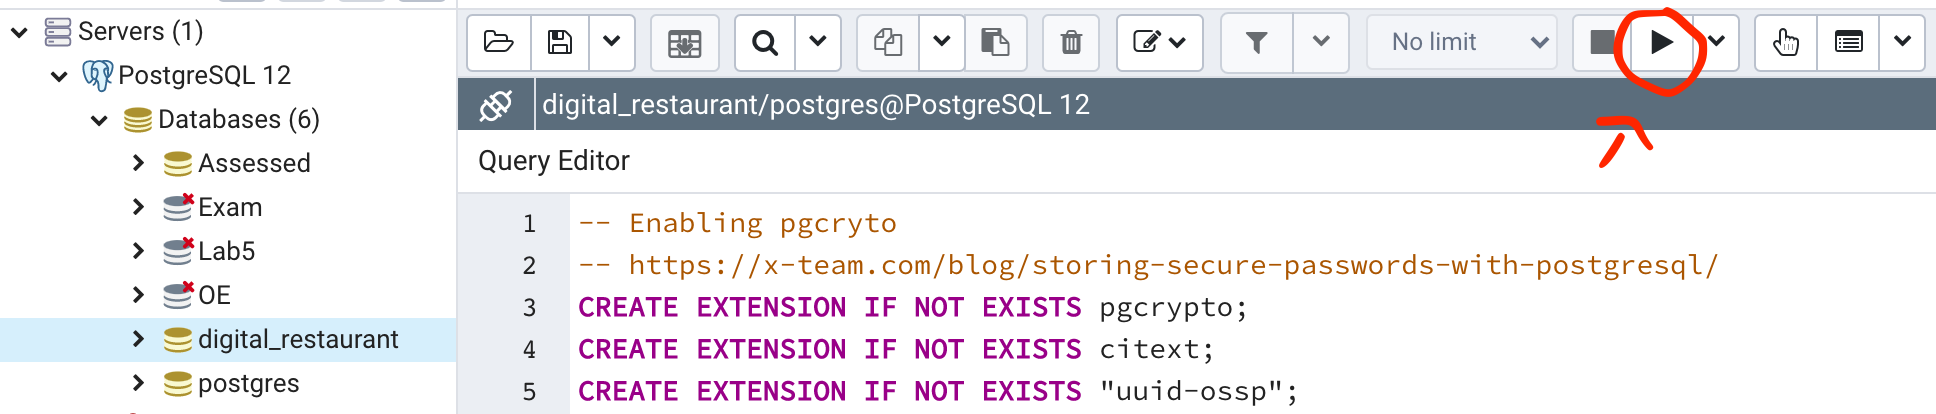 Servers (1)
PostgreSQL 12
Databases (6)
Assessed
Exam
Lab5
OE
digital_restaurant
postgres
No limit
digital_restaurant/postgres@PostgreSQL 12
Query Editor
1 -- Enabling pgcryto
2 -- https://x-team.com/blog/storing-secure-passwords-with-postgresql/
3 CREATE EXTENSION IF NOT EXISTS pgcrypto;
4 CREATE EXTENSION IF NOT EXISTS citext;
5 CREATE EXTENSION IF NOT EXISTS "uuid-ossp";